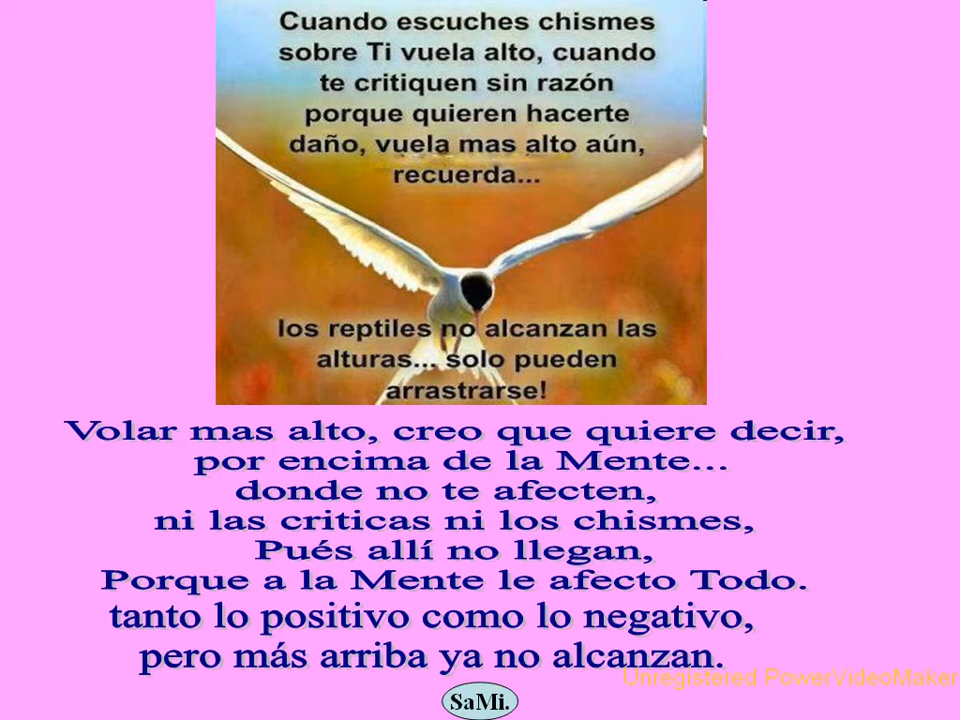 Cuando escuches chismes
sobre Ti vuela alto, cuando
te critiquen sin razón
porque quieren hacerte
daño, vuela mas alto aún,
recuerda...
los reptiles no alcanzan las
alturas... solo pueden
arrastrarse!
Volar mas alto, creo que quiere decir,
por encima de la Mente...
donde no te afecten,
ni las criticas ni los chismes,
Pués allí no llegan,
Porque a la Mente le afecto Todo.
tanto lo positivo como lo negativo,
pero más arriba ya no alcanzan.
Unregistered PowerVideoMaker
SaMi.